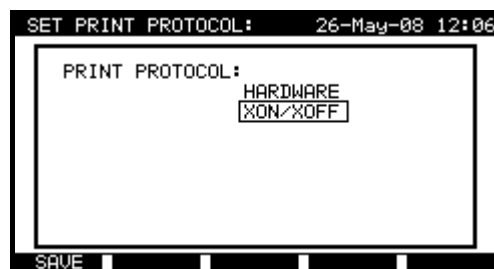 SET PRINT PROTOCOL: 26-May-08 12:06
PRINT PROTOCOL:
HARDWARE
XON/XOFF
SAVE